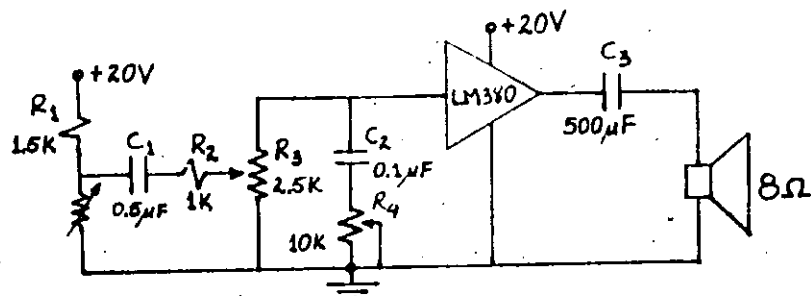 +20V
R1
1.5K
C1
0.5µF
R2
1K
R3
2.5K
C2
0.1µF
R4
10K
LM380
+20V
C3
500µF
8Ω